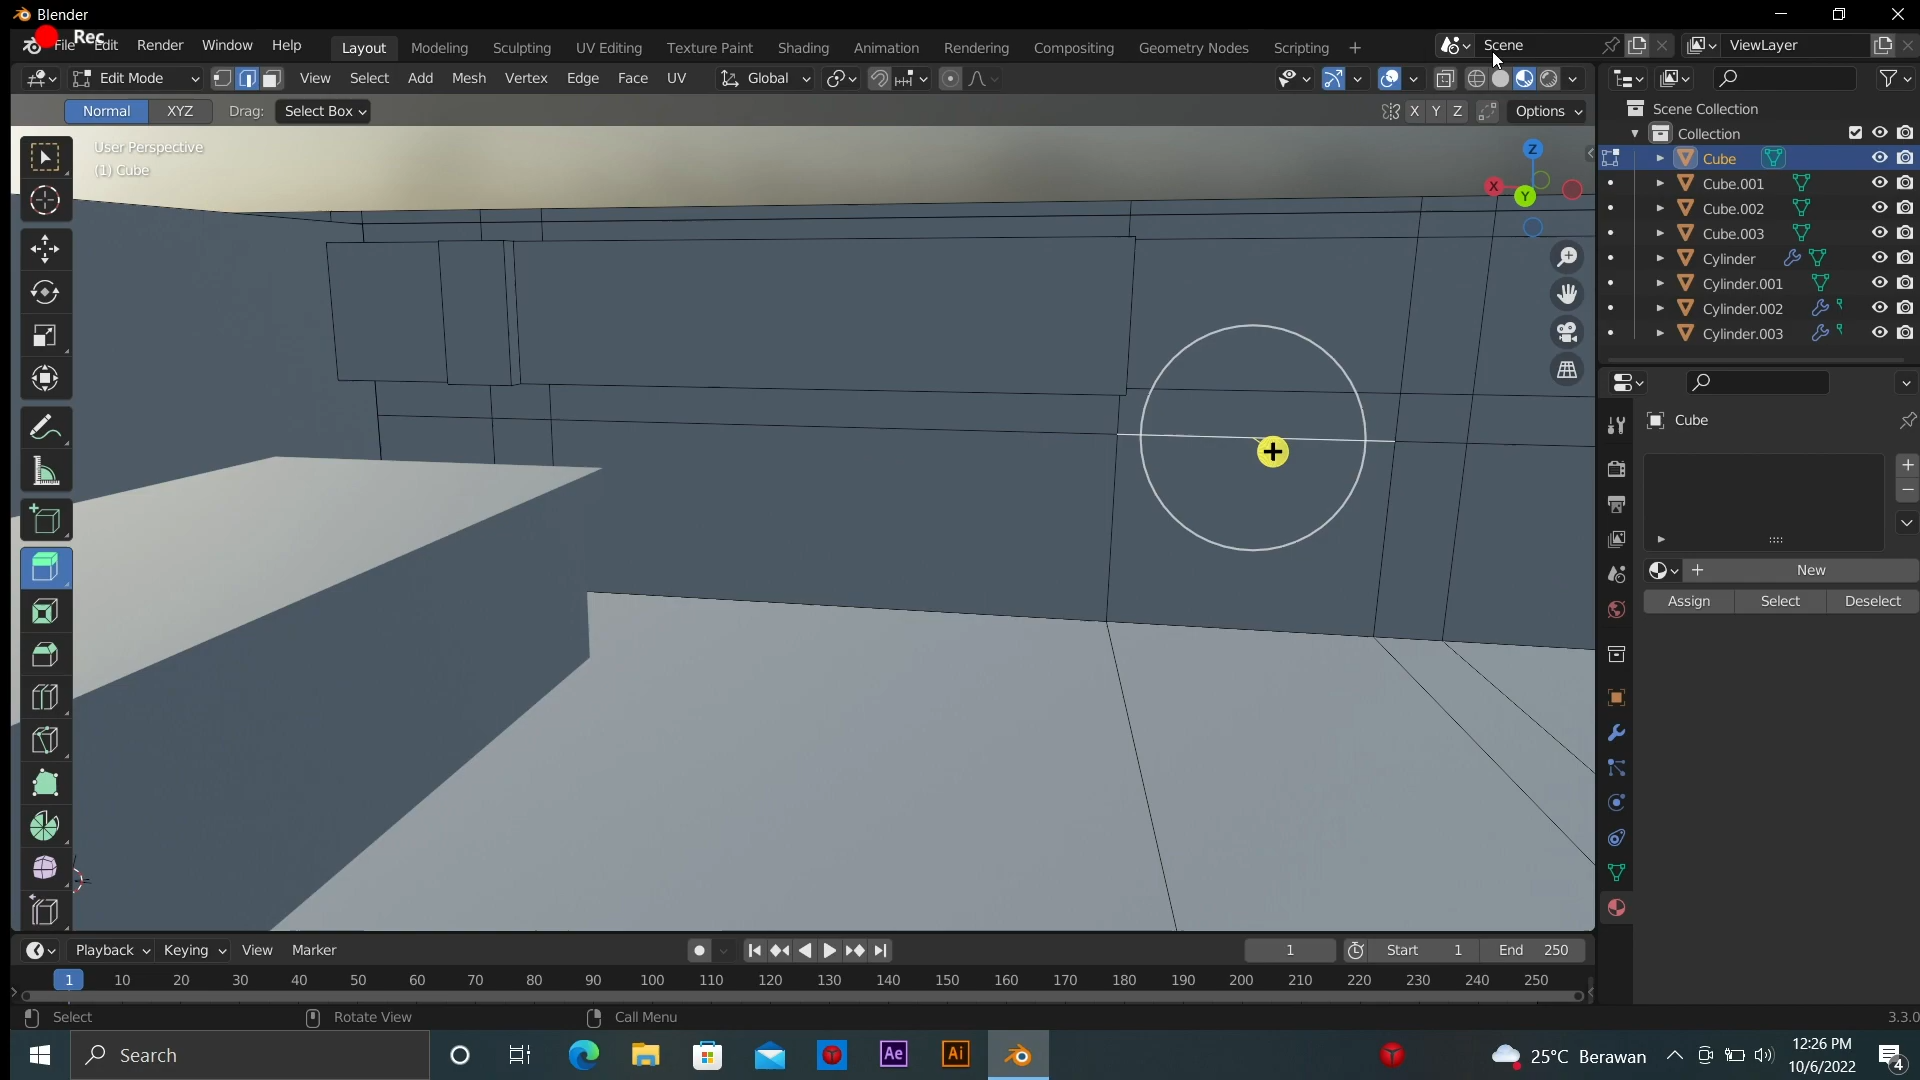 Blender
Rec
File Edit Render Window Help Layout Modeling Sculpting UV Editing Texture Paint Shading Animation Rendering Compositing Geometry Nodes Scripting + Scene ViewLayer
Edit Mode View Select Add Mesh Vertex Edge Face UV Global
Normal XYZ Drag: Select Box X Y Z Options
Scene Collection
Collection
User Perspective
(1) Cube
Z
X
Y
Cube
Cube.001
Cube.002
Cube.003
Cylinder
Cylinder.001
Cylinder.002
Cylinder.003
Cube
New
Assign Select Deselect
Playback Keying View Marker 1 Start 1 End 250
1 10 20 30 40 50 60 70 80 90 100 110 120 130 140 150 160 170 180 190 200 210 220 230 240 250
Select Rotate View Call Menu 3.3.0
Search Ae Ai 25°C Berawan 12:26 PM
10/6/2022 4